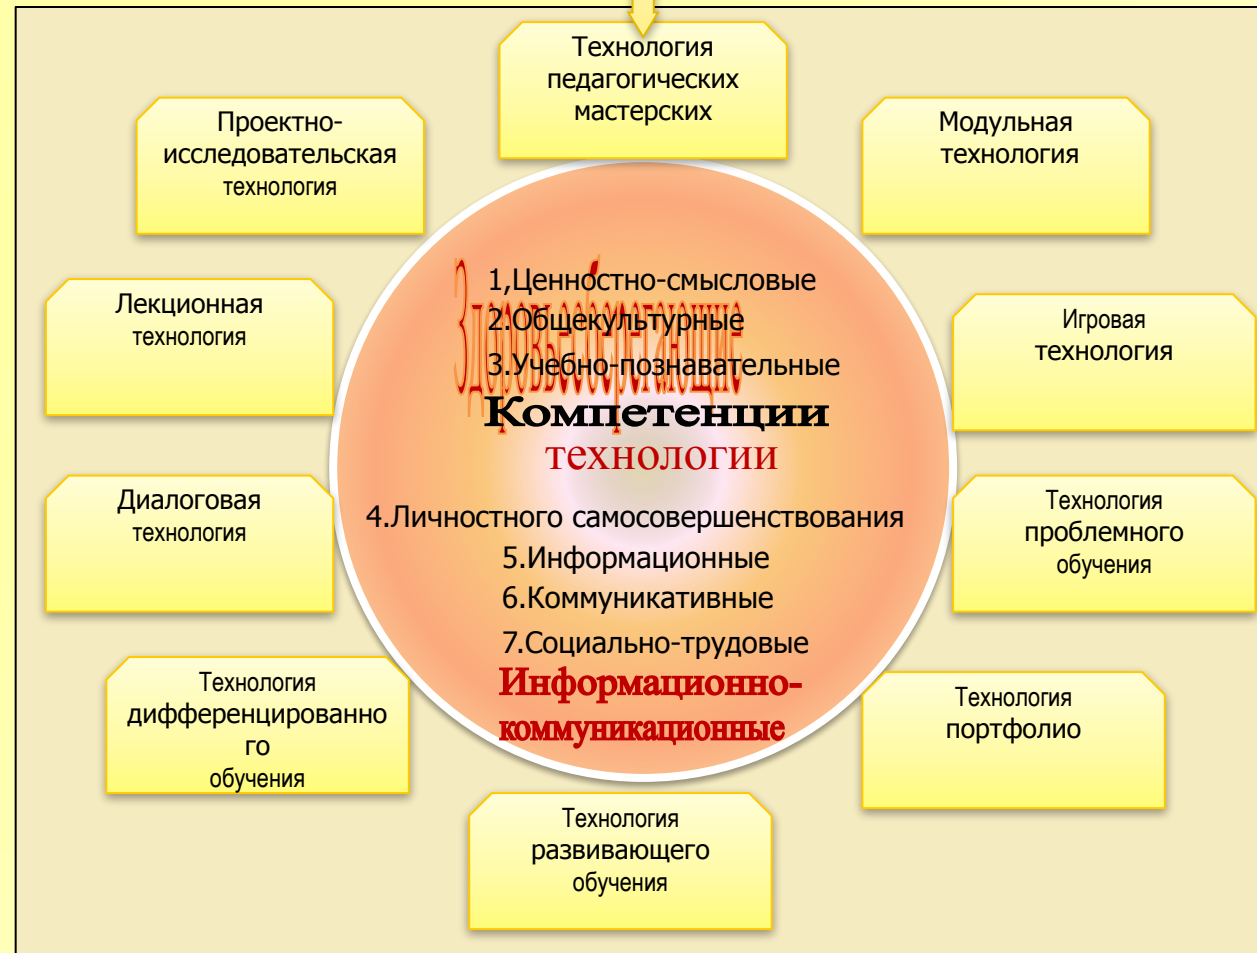 Технология
педагогических
мастерских
Проектно-
исследовательская
технология
Модульная
технология
Лекционная
технология
Игровая
технология
Диалоговая
технология
Технология
проблемного
обучения
Технология
дифференцированно
го
обучения
Технология
портфолио
Технология
развивающего
обучения
Здоровьесберегающие
1,Ценностно-смысловые
2.Общекультурные
3.Учебно-познавательные
Компетенции
технологии
4.Личностного самосовершенствования
5.Информационные
6.Коммуникативные
7.Социально-трудовые
Информационно-
коммуникационные